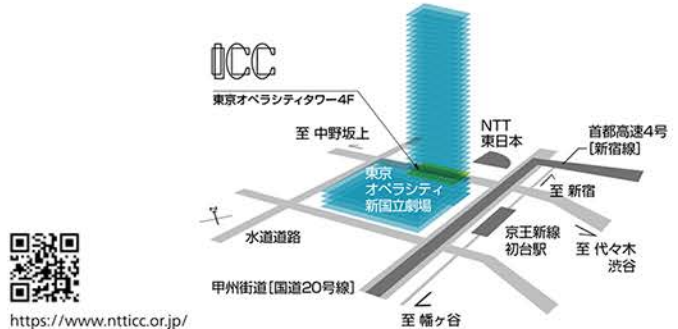 ICC
東京オペラシティタワー4F
至 中野坂上
NTT
東日本
首都高速4号
[新宿線]
東京
オペラシティ
新国立劇場
至 新宿
水道道路
京王新線
初台駅
至 代々木
渋谷
甲州街道[国道20号線]
至 幡ヶ谷
https://www.ntticc.or.jp/